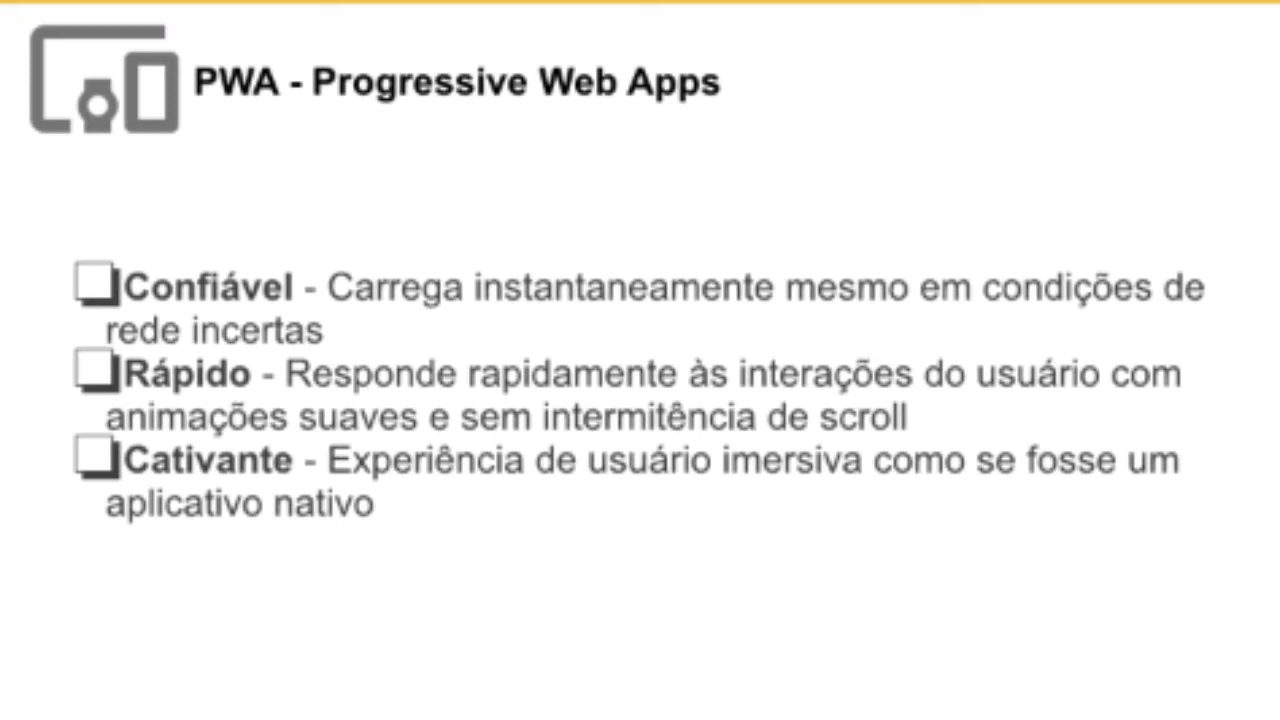 PWA - Progressive Web Apps
Confiável - Carrega instantaneamente mesmo em condições de
rede incertas
Rápido - Responde rapidamente às interações do usuário com
animações suaves e sem intermitência de scroll
Cativante - Experiência de usuário imersiva como se fosse um
aplicativo nativo